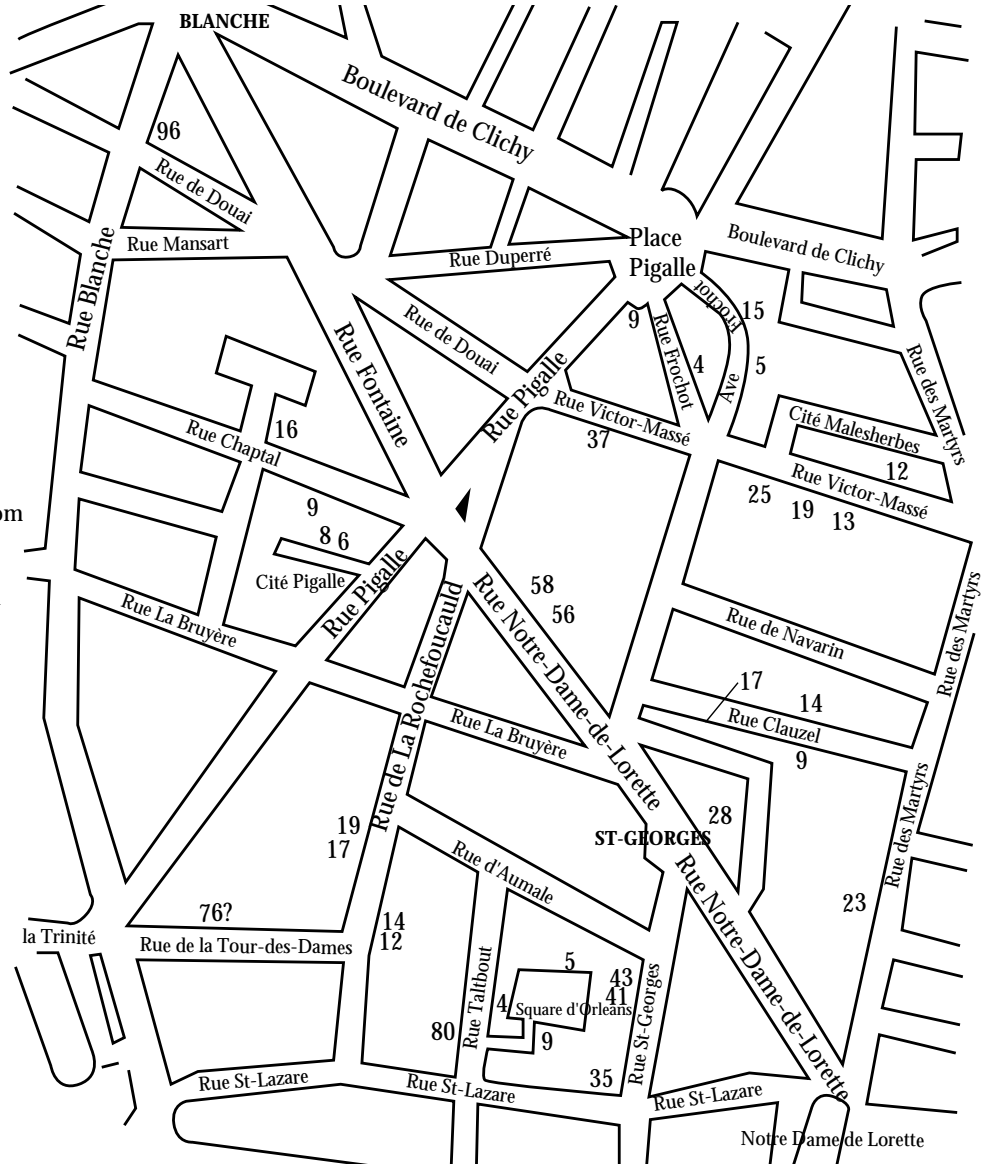 BLANCHE
Boulevard de Clichy
96
Rue de Douai
Rue Mansart
Rue Blanche
Place
Pigalle
Boulevard de Clichy
Rue Duperré
Frochot
Ave
15
9
Rue Frochot
4
5
Rue de Douai
Rue Fontaine
Rue Pigalle
Rue Victor-Massé
37
Rue des Martyrs
Cité Malesherbes
12
Rue Victor-Massé
25
19
13
Rue Chaptal
16
9
8 6
Cité Pigalle
Rue Pigalle
om
Rue La Bruyère
Rue de La Rochefoucauld
58
56
Rue Notre-Dame-de-Lorette
Rue de Navarin
Rue des Martyrs
17
14
Rue Clauzel
9
Rue La Bruyère
28
ST-GEORGES
Rue des Martyrs
19
17
Rue d'Aumale
Rue Notre-Dame-de-Lorette
23
76?
la Trinité
Rue de la Tour-des-Dames
14
12
Rue Taltbout
5
43
41
4
Square d'Orleans
9
80
35
Rue St-Georges
Rue St-Lazare
Rue St-Lazare
Rue St-Lazare
Notre Dame de Lorette